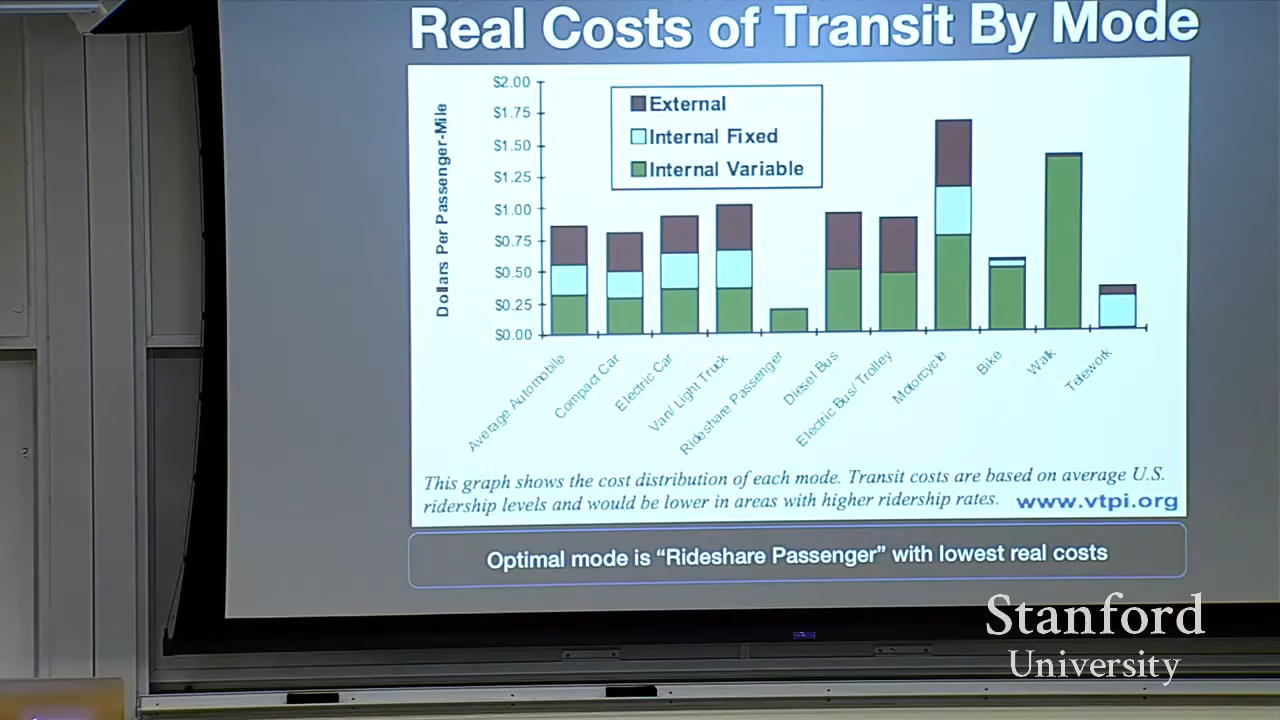 Real Costs of Transit By Mode
Dollars Per Passenger-Mile
$2.00
$1.75
$1.50
$1.25
$1.00
$0.75
$0.50
$0.25
$0.00
External
Internal Fixed
Internal Variable
Average Automobile
Compact Car
Electric Car
Van/ Light Truck
Rideshare Passenger
Diesel Bus
Electric Bus/ Trolley
Motorcycle
Bike
Walk
Telework
This graph shows the cost distribution of each mode. Transit costs are based on average U.S.
ridership levels and would be lower in areas with higher ridership rates. www.vtpi.org
Optimal mode is “Rideshare Passenger” with lowest real costs
Stanford
University